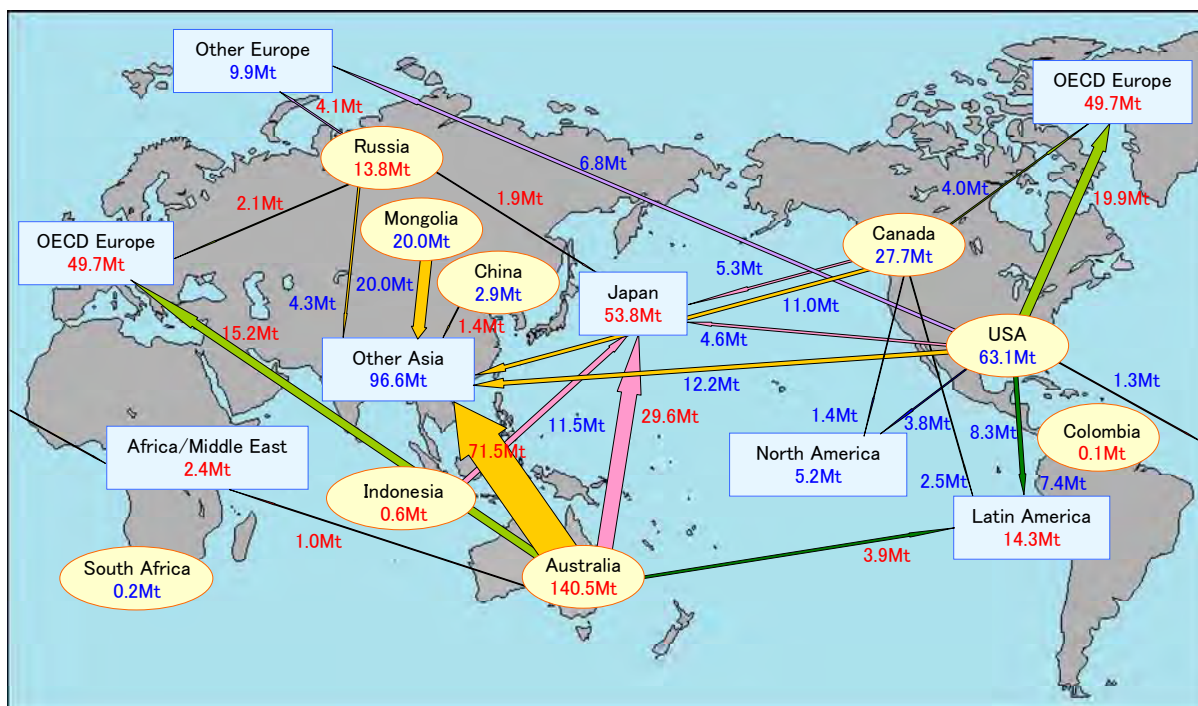 Other Europe
9.9Mt
OECD Europe
49.7Mt
4.1Mt
Russia
13.8Mt
6.8Mt
4.0Mt
19.9Mt
2.1Mt
1.9Mt
Mongolia
20.0Mt
OECD Europe
49.7Mt
Canada
27.7Mt
China
2.9Mt
5.3Mt
4.3Mt
20.0Mt
Japan
53.8Mt
11.0Mt
15.2Mt
1.4Mt
4.6Mt
USA
63.1Mt
Other Asia
96.6Mt
12.2Mt
1.3Mt
1.4Mt
3.8Mt
11.5Mt
29.6Mt
8.3Mt
Colombia
0.1Mt
Africa/Middle East
2.4Mt
71.5Mt
North America
5.2Mt
2.5Mt
7.4Mt
Indonesia
0.6Mt
Latin America
14.3Mt
1.0Mt
3.9Mt
South Africa
0.2Mt
Australia
140.5Mt